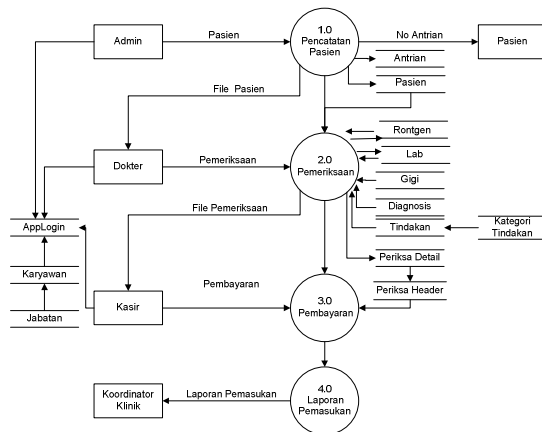 1.0
Pencatatan
Pasien
Admin
Pasien
No Antrian
Pasien
Antrian
Pasien
File Pasien
Rontgen
Lab
Gigi
Diagnosis
Tindakan
Kategori
Tindakan
Dokter
Pemeriksaan
2.0
Pemeriksaan
File Pemeriksaan
AppLogin
Karyawan
Jabatan
Periksa Detail
Periksa Header
Kasir
Pembayaran
3.0
Pembayaran
Koordinator
Klinik
Laporan Pemasukan
4.0
Laporan
Pemasukan